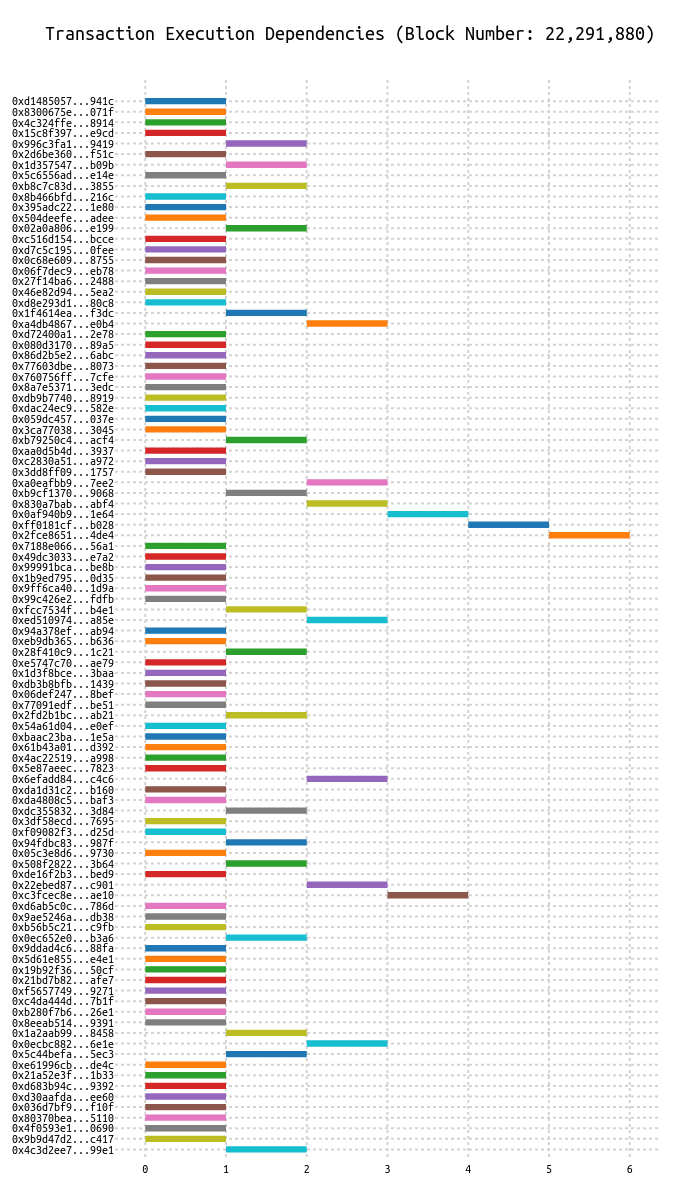 Transaction Execution Dependencies (Block Number: 22,291,880)
0xd1485057...941c
0x8300675e...071f
0x4c324ffe...8914
0x15c8f397...e9cd
0x996c3fa1...9419
0x2d6be360...f51c
0x1d357547...b09b
0x5c6556ad...e14e
0xb8c7c83d...3855
0x8b466bfd...216c
0x395adc22...1e80
0x504deefe...adee
0x02a0a806...e199
0xc516d154...bcce
0xd7c5c195...0fee
0x0c68e609...8755
0x06f7dec9...eb78
0x27f14ba6...2488
0x46e82d94...5ea2
0xd8e293d1...80c8
0x1f4614ea...f3dc
0xa4db4867...e0b4
0xd72400a1...2e78
0x080d3170...89a5
0x86d2b5e2...6abc
0x77603dbe...8073
0x760756ff...7cfe
0x8a7e5371...3edc
0xdb9b7740...8919
0xdac24ec9...582e
0x059dc457...037e
0x3ca77038...3045
0xb79250c4...acf4
0xaa0d5b4d...3937
0xc2830a51...a972
0x3dd8ff09...1757
0xa0eafbb9...7ee2
0xb9cf1370...9068
0x830a7bab...abf4
0x0af940b9...1e64
0xff0181cf...b028
0x2fce8651...4de4
0x7188e066...56a1
0x49dc3033...e7a2
0x99991bca...be8b
0x1b9ed795...0d35
0x9ff6ca40...1d9a
0x99c426e2...fdfb
0xfcc7534f...b4e1
0xed510974...a85e
0x94a378ef...ab94
0xeb9db365...b636
0x28f410c9...1c21
0xe5747c70...ae79
0x1d3f8bce...3baa
0xdb3b8bfb...1439
0x06def247...8bef
0x77091edf...be51
0x2fd2b1bc...ab21
0x54a61d04...e0ef
0xbaac23ba...1e5a
0x61b43a01...d392
0x4ac22519...a998
0x5e87aeec...7823
0x6efadd84...c4c6
0xda1d31c2...b160
0xda4808c5...baf3
0xdc355832...3d84
0x3df58ecd...7695
0xf09082f3...d25d
0x94fdbc83...987f
0x05c3e8d6...9730
0x508f2822...3b64
0xde16f2b3...bed9
0x22ebed87...c901
0xc3fcec8e...ae10
0xd6ab5c0c...786d
0x9ae5246a...db38
0xb56b5c21...c9fb
0x0ec652e0...b3a6
0x9ddad4c6...88fa
0x5d61e855...e4e1
0x19b92f36...50cf
0x21bd7b82...afe7
0xf5657749...9271
0xc4da444d...7b1f
0xb280f7b6...26e1
0x8eeab514...9391
0x1a2aab99...8458
0x0ecbc882...6e1e
0x5c44befa...5ec3
0xe61996cb...de4c
0x21a52e3f...1b33
0xd683b94c...9392
0xd30aafda...ee60
0x036d7bf9...f10f
0x80370bea...5110
0x4f0593e1...0690
0x9b9d47d2...c417
0x4c3d2ee7...99e1
0 1 2 3 4 5 6